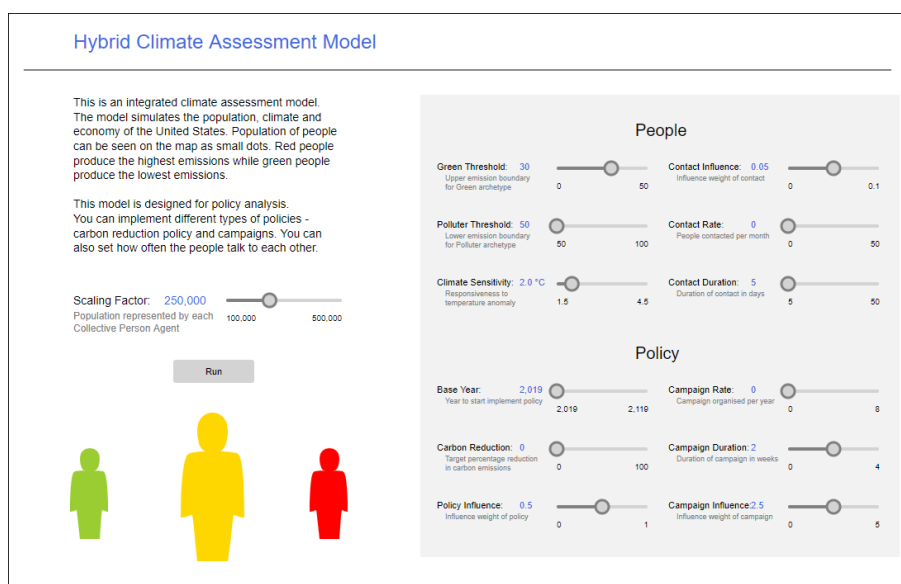 Hybrid Climate Assessment Model
This is an integrated climate assessment model.
The model simulates the population, climate and
economy of the United States. Population of people
can be seen on the map as small dots. Red people
produce the highest emissions while green people
produce the lowest emissions.
This model is designed for policy analysis.
You can implement different types of policies -
carbon reduction policy and campaigns. You can
also set how often the people talk to each other.
Scaling Factor: 250,000
Population represented by each
Collective Person Agent
100,000 500,000
Run
People
Green Threshold: 30
Upper emission boundary
for Green archetype
0 50
Contact Influence: 0.05
Influence weight of contact
0 0.1
Polluter Threshold: 50
Lower emission boundary
for Polluter archetype
50 100
Contact Rate: 0
People contacted per month
0 50
Climate Sensitivity: 2.0 °C
Responsiveness to
temperature anomaly
1.5 4.5
Contact Duration: 5
Duration of contact in days
5 50
Policy
Base Year: 2,019
Year to start implement policy
2,019 2,119
Campaign Rate: 0
Campaign organised per year
0 8
Carbon Reduction: 0
Target percentage reduction
in carbon emissions
0 100
Campaign Duration: 2
Duration of campaign in weeks
0 4
Policy Influence: 0.5
Influence weight of policy
0 1
Campaign Influence:2.5
Influence weight of campaign
0 5